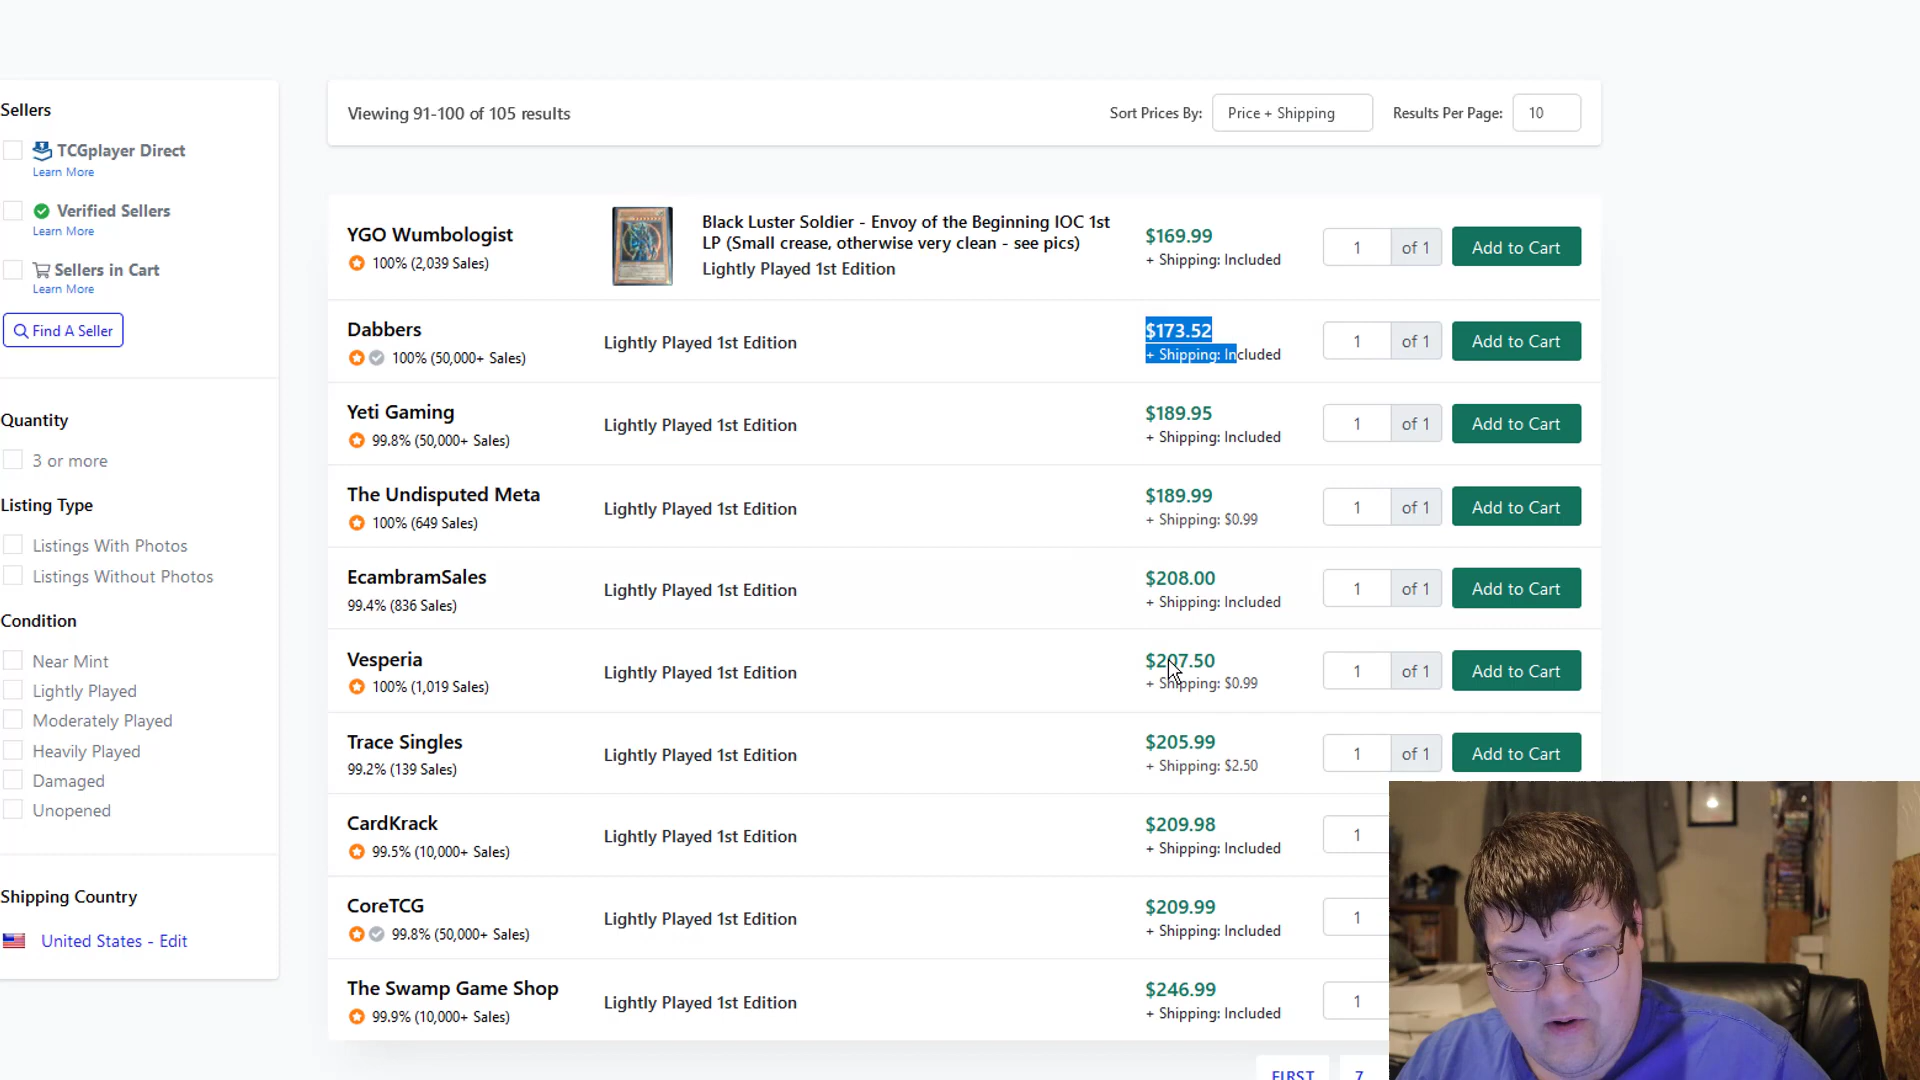 Sellers
TCGplayer Direct
Learn More
Verified Sellers
Learn More
Sellers in Cart
Learn More
Find A Seller
Quantity
3 or more
Listing Type
Listings With Photos
Listings Without Photos
Condition
Near Mint
Lightly Played
Moderately Played
Heavily Played
Damaged
Unopened
Shipping Country
United States - Edit
Viewing 91-100 of 105 results
Sort Prices By: Price + Shipping Results Per Page: 10
YGO Wumbologist
100% (2,039 Sales)
Black Luster Soldier - Envoy of the Beginning IOC 1st
LP (Small crease, otherwise very clean - see pics)
Lightly Played 1st Edition
$169.99
+ Shipping: Included
1 of 1 Add to Cart
Dabbers
100% (50,000+ Sales)
Lightly Played 1st Edition
$173.52
+ Shipping: Included
1 of 1 Add to Cart
Yeti Gaming
99.8% (50,000+ Sales)
Lightly Played 1st Edition
$189.95
+ Shipping: Included
1 of 1 Add to Cart
The Undisputed Meta
100% (649 Sales)
Lightly Played 1st Edition
$189.99
+ Shipping: $0.99
1 of 1 Add to Cart
EcambramSales
99.4% (836 Sales)
Lightly Played 1st Edition
$208.00
+ Shipping: Included
1 of 1 Add to Cart
Vesperia
100% (1,019 Sales)
Lightly Played 1st Edition
$207.50
+ Shipping: $0.99
1 of 1 Add to Cart
Trace Singles
99.2% (139 Sales)
Lightly Played 1st Edition
$205.99
+ Shipping: $2.50
1 of 1 Add to Cart
CardKrack
99.5% (10,000+ Sales)
Lightly Played 1st Edition
$209.98
+ Shipping: Included
1
CoreTCG
99.8% (50,000+ Sales)
Lightly Played 1st Edition
$209.99
+ Shipping: Included
1
The Swamp Game Shop
99.9% (10,000+ Sales)
Lightly Played 1st Edition
$246.99
+ Shipping: Included
1
FIRST 7